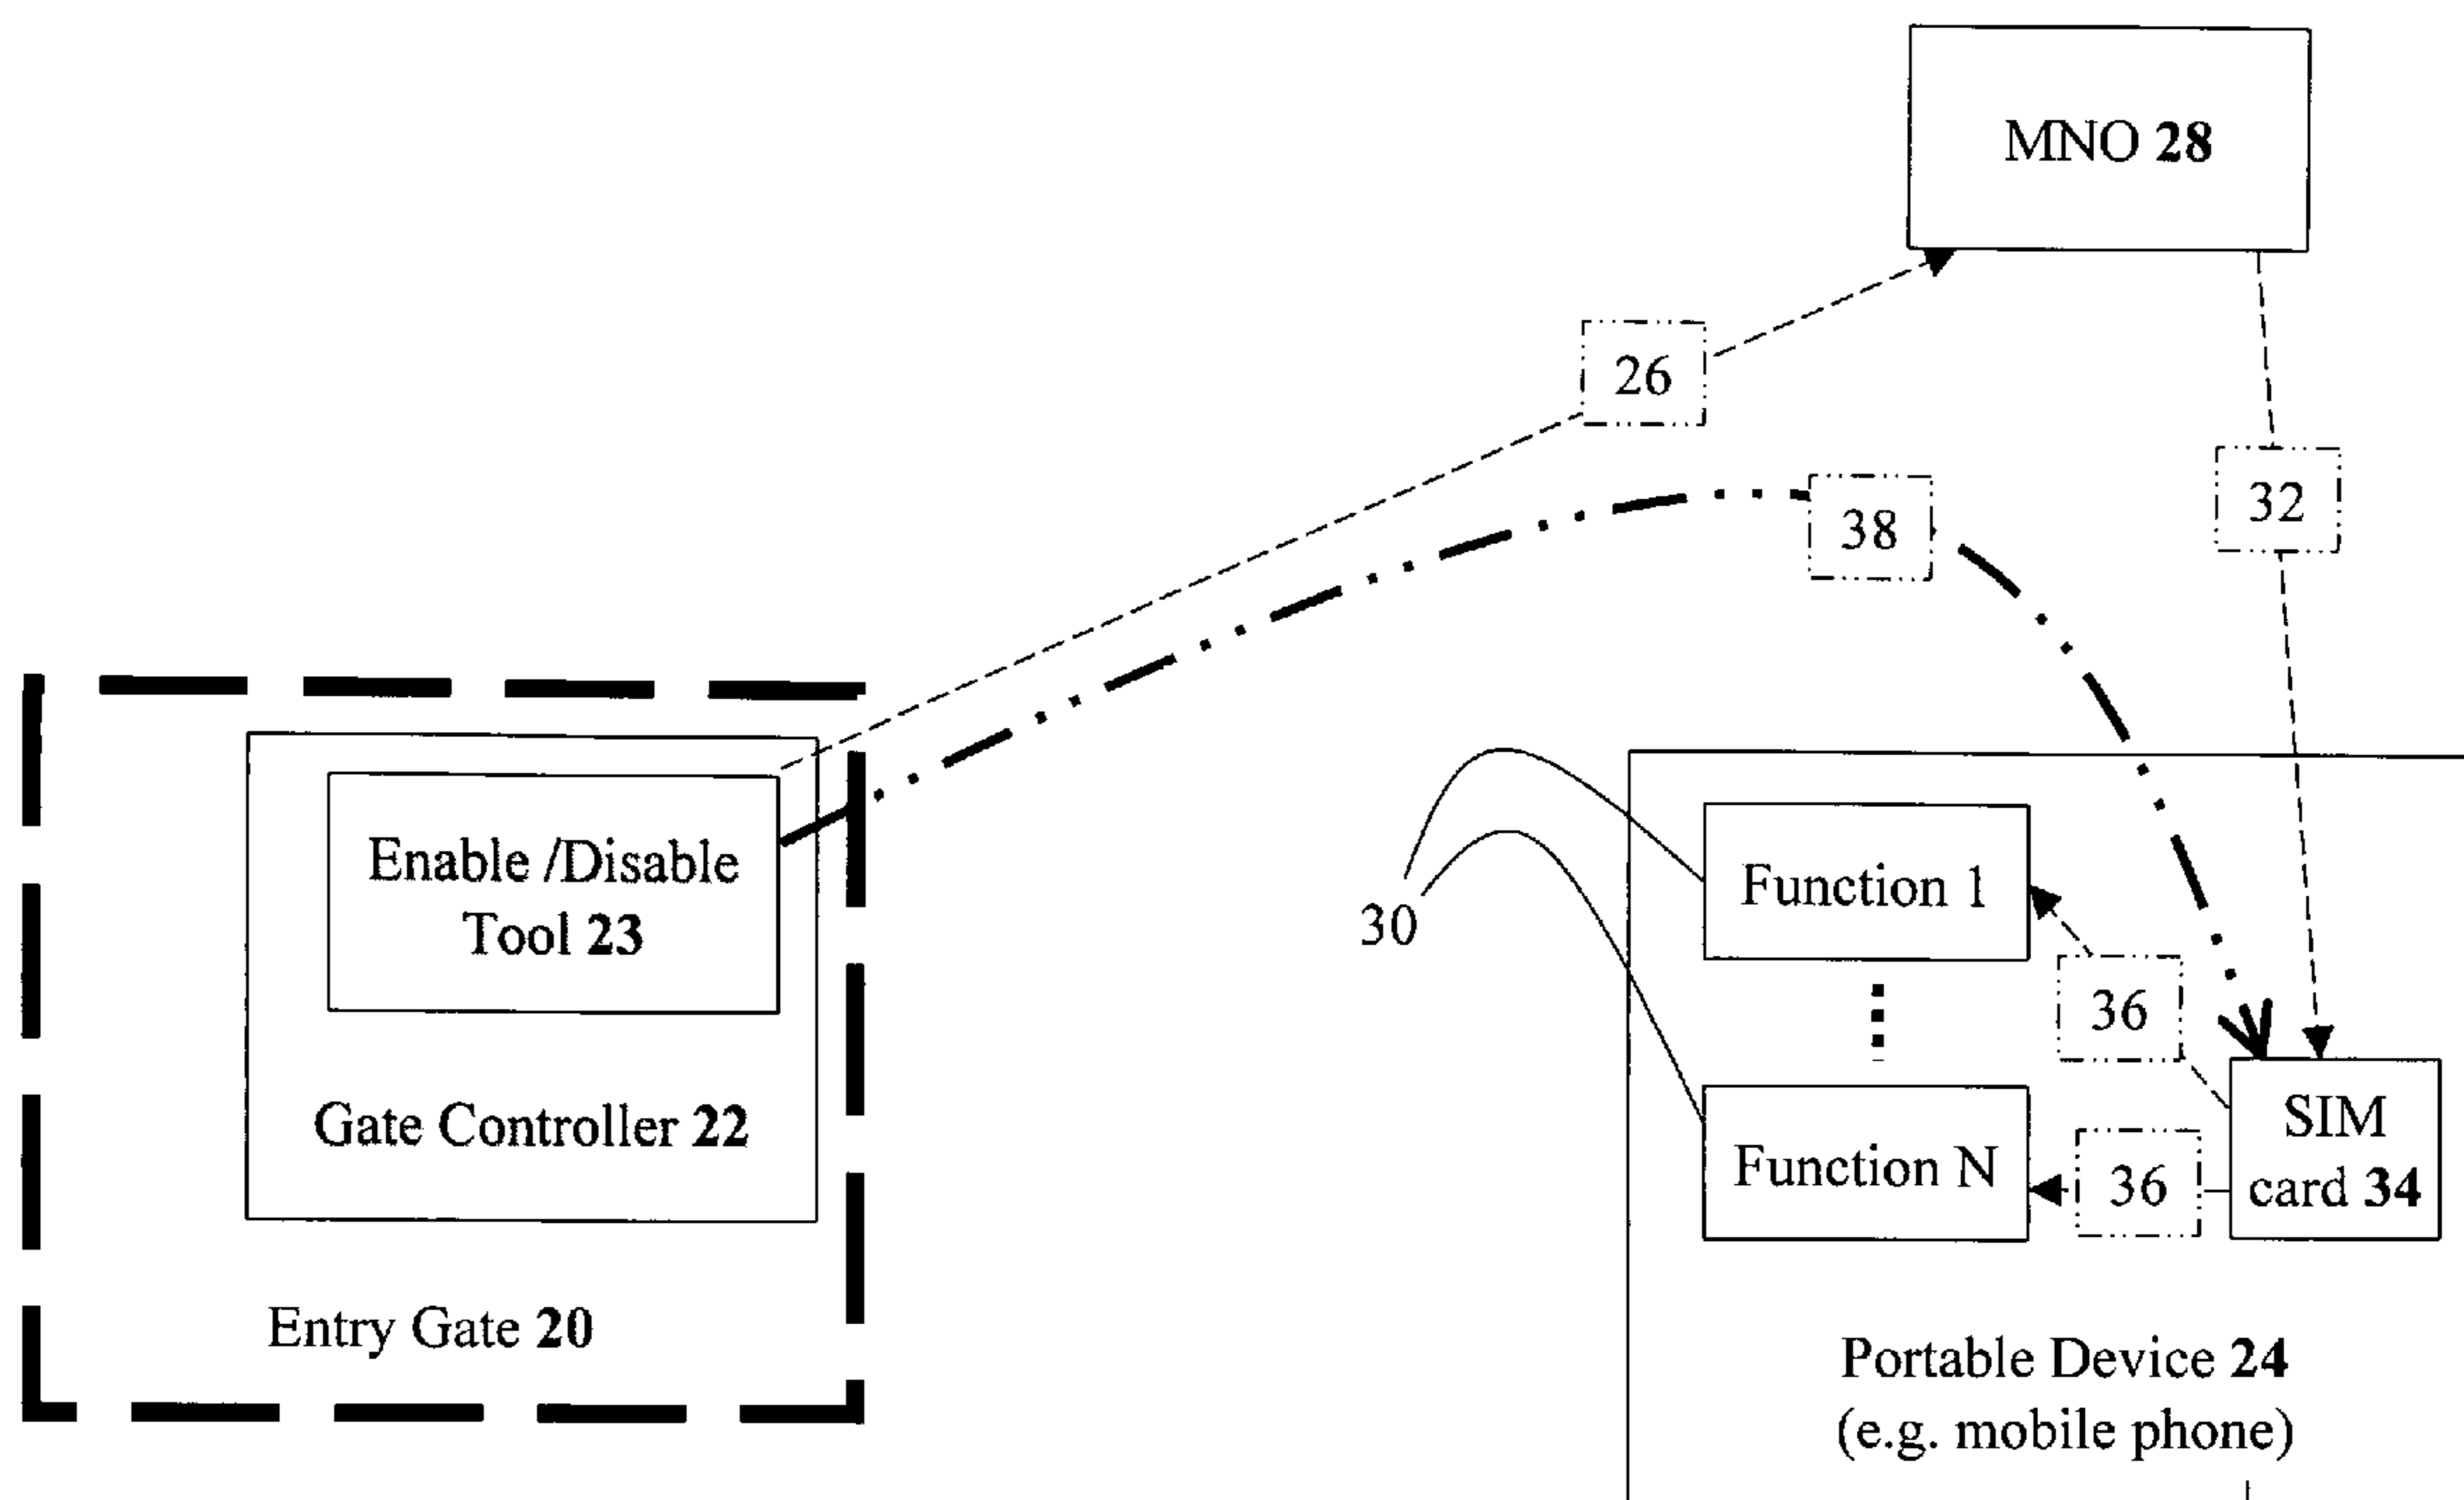 MNO 28
26
38
32
Enable /Disable
Tool 23
Gate Controller 22
Entry Gate 20
30
Function 1
36
Function N
36
SIM
card 34
Portable Device 24
(e.g. mobile phone)